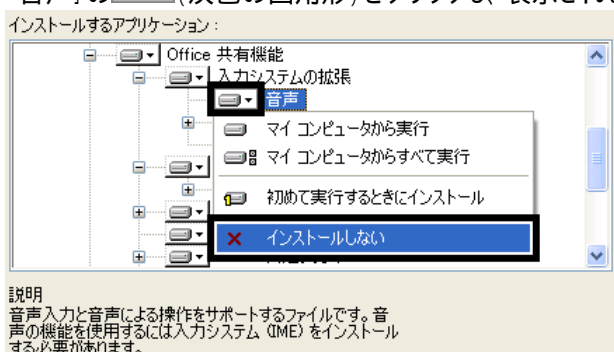 インストールするアプリケーション：
Office 共有機能
入力システムの拡張
音声
マイ コンピュータから実行
マイ コンピュータからすべて実行
初めて実行するときにインストール
インストールしない
説明
音声入力と音声による操作をサポートするファイルです。音
声の機能を使用するには入力システム (IME) をインストール
する必要があります。